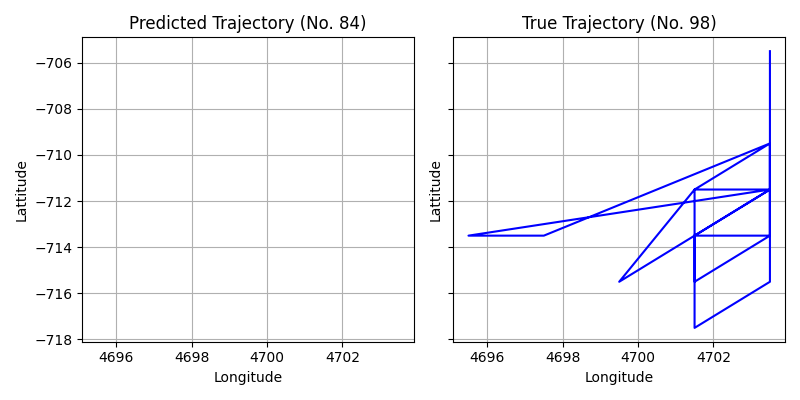 Predicted Trajectory (No. 84)
True Trajectory (No. 98)
−706
−708
−710
−712
−714
−716
−718
Lattitude
Lattitude
4696 4698 4700 4702
4696 4698 4700 4702
Longitude
Longitude